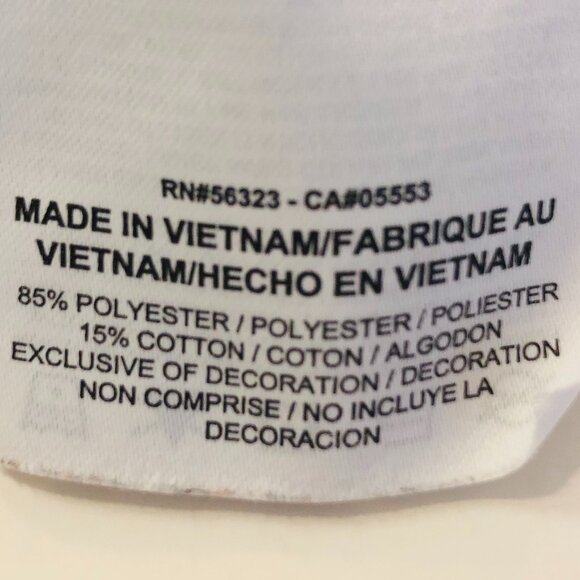 RN#56323 - CA#05553
MADE IN VIETNAM/FABRIQUE AU
VIETNAM/HECHO EN VIETNAM
85% POLYESTER / POLYESTER / POLIESTER
15% COTTON / COTON / ALGODON
EXCLUSIVE OF DECORATION / DECORATION
NON COMPRISE / NO INCLUYE LA
DECORACION